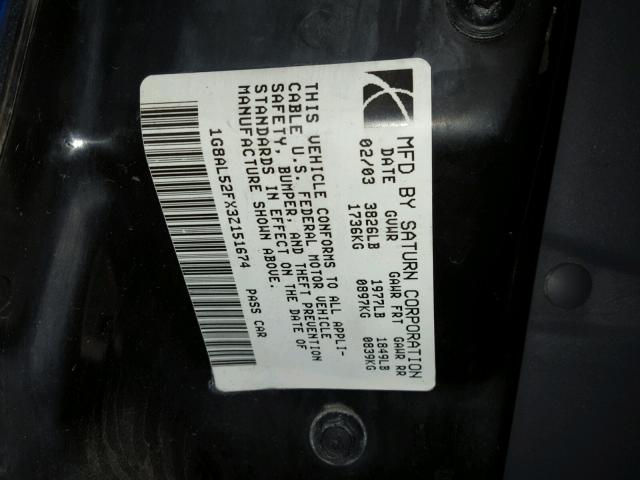 MFD BY SATURN CORPORATION
DATE GVWR GAWR FRT GAWR RR
02/03 3826LB 1977LB 1849LB
1736KG 0897KG 0839KG
THIS VEHICLE CONFORMS TO ALL APPLI-
CABLE U.S. FEDERAL MOTOR VEHICLE
SAFETY, BUMPER, AND THEFT PREVENTION
STANDARDS IN EFFECT ON THE DATE OF
MANUFACTURE SHOWN ABOVE.
1G8AL52FX3Z151674 PASS CAR